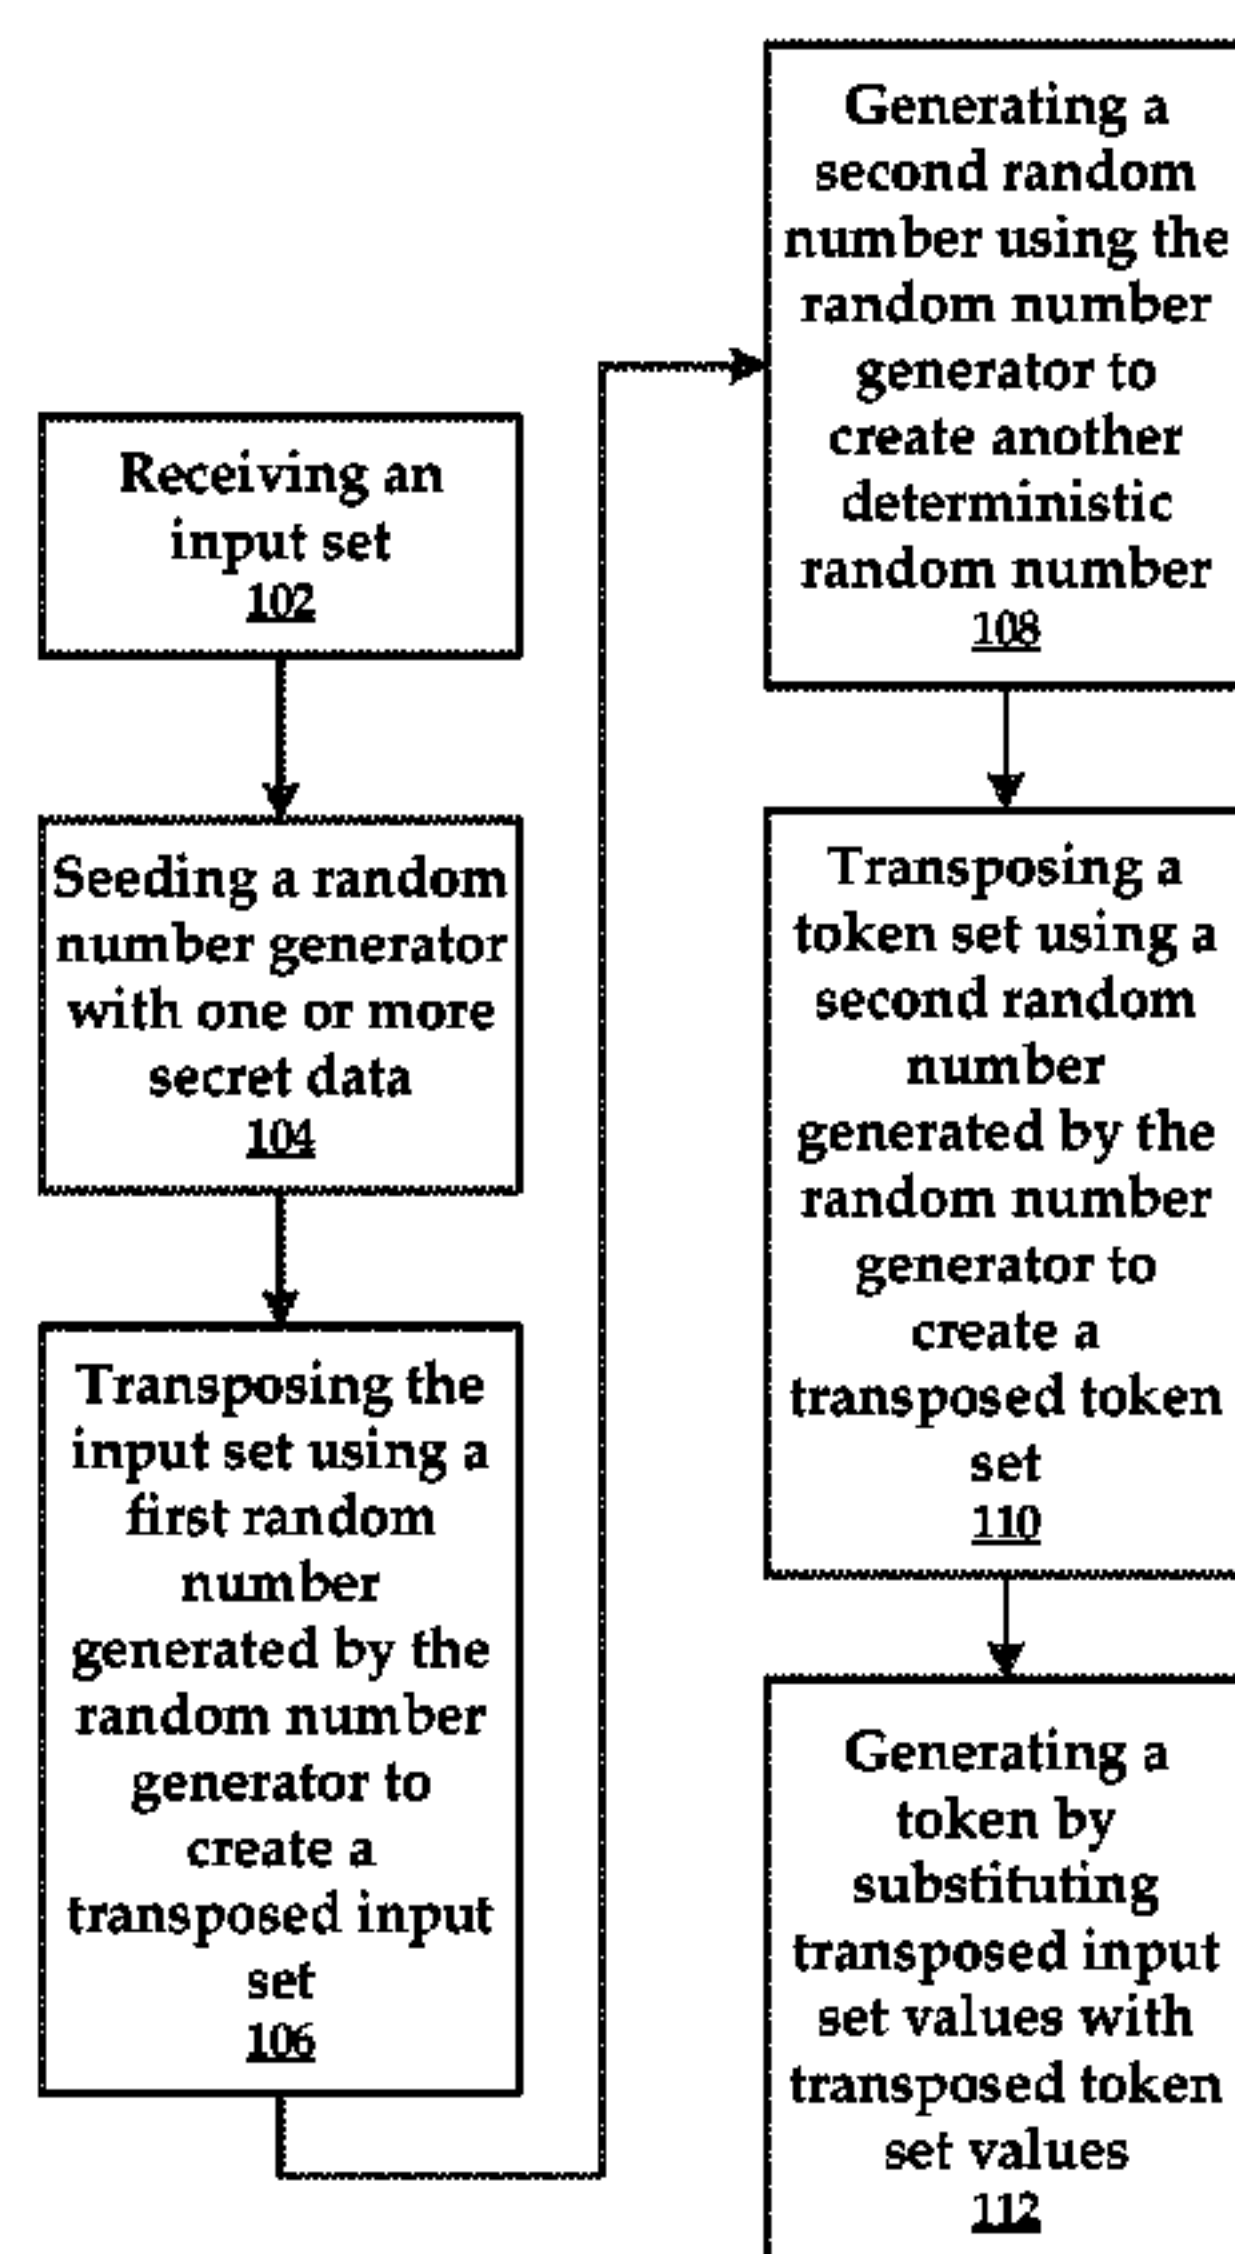 Receiving an
input set
102
Seeding a random
number generator
with one or more
secret data
104
Transposing the
input set using a
first random
number
generated by the
random number
generator to
create a
transposed input
set
106
Generating a
second random
number using the
random number
generator to
create another
deterministic
random number
108
Transposing a
token set using a
second random
number
generated by the
random number
generator to
create a
transposed token
set
110
Generating a
token by
substituting
transposed input
set values with
transposed token
set values
112